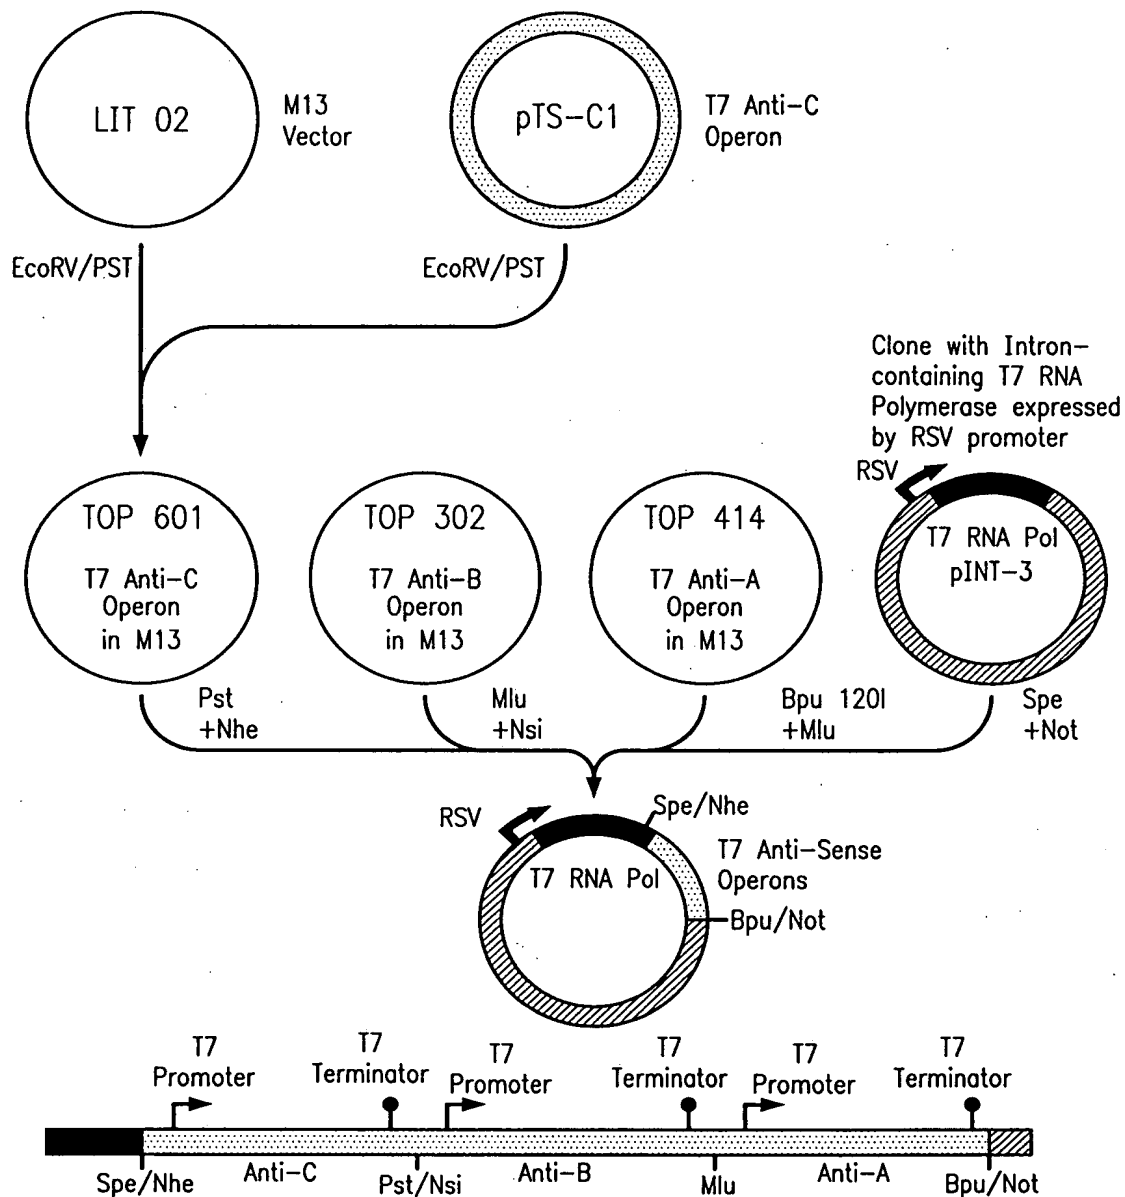 LIT 02
M13
Vector
pTS-C1
T7 Anti-C
Operon
EcoRV/PST
EcoRV/PST
Clone with Intron-
containing T7 RNA
Polymerase expressed
by RSV promoter
RSV
TOP 601
T7 Anti-C
Operon
in M13
TOP 302
T7 Anti-B
Operon
in M13
TOP 414
T7 Anti-A
Operon
in M13
T7 RNA Pol
pINT-3
Pst
+Nhe
Mlu
+Nsi
Bpu 120I
+Mlu
Spe
+Not
RSV
Spe/Nhe
T7 RNA Pol
T7 Anti-Sense
Operons
Bpu/Not
T7
Promoter
T7
Terminator
T7
Promoter
T7
Terminator
T7
Promoter
T7
Terminator
Spe/Nhe
Anti-C
Pst/Nsi
Anti-B
Mlu
Anti-A
Bpu/Not